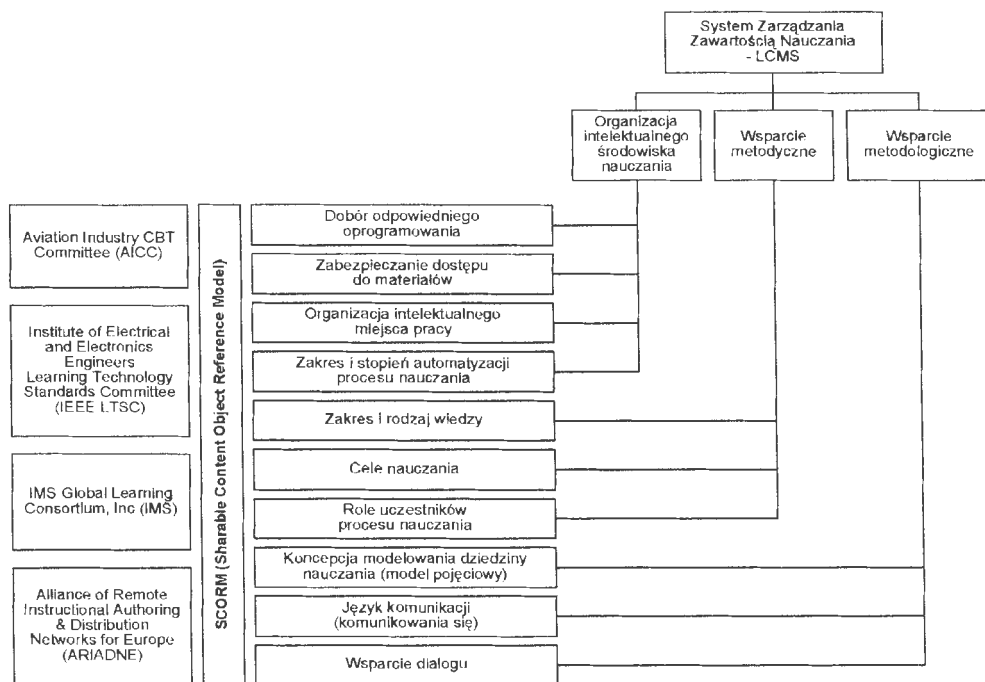 System Zarządzania
Zawartością Nauczania
- LCMS
Organizacja
intelektualnego
środowiska
nauczania
Wsparcie
metodyczne
Wsparcie
metodologiczne
Aviation Industry CBT
Committee (AICC)
Institute of Electrical
and Electronics
Engineers
Learning Technology
Standards Committee
(IEEE LTSC)
IMS Global Learning
Consortium, Inc (IMS)
Alliance of Remote
Instructional Authoring
& Distribution
Networks for Europe
(ARIADNE)
SCORM (Sharable Content Object Reference Model)
Dobór odpowiedniego
oprogramowania
Zabezpieczanie dostępu
do materiałów
Organizacja intelektualnego
miejsca pracy
Zakres i stopień automatyzacji
procesu nauczania
Zakres i rodzaj wiedzy
Cele nauczania
Role uczestników
procesu nauczania
Koncepcja modelowania dziedziny
nauczania (model pojęciowy)
Język komunikacji
(komunikowania się)
Wsparcie dialogu